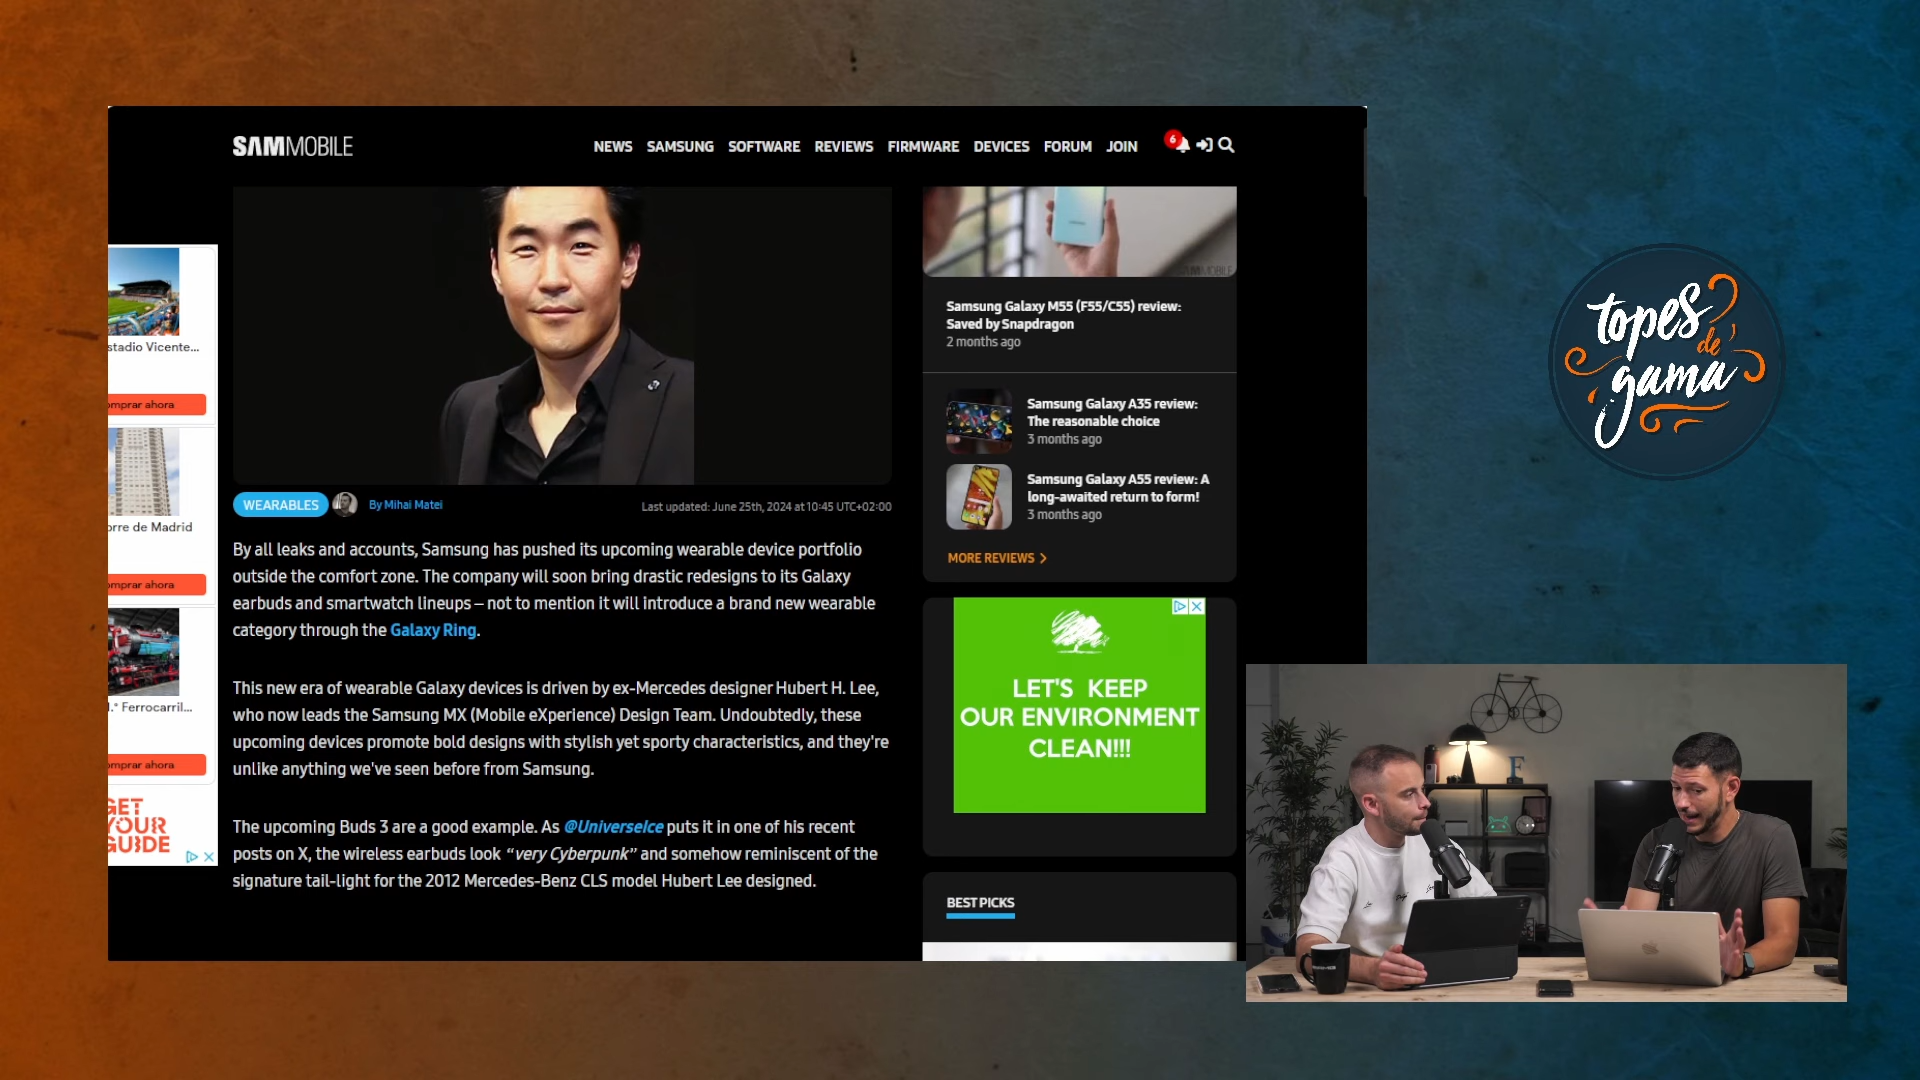 SAMMOBILE
NEWS SAMSUNG SOFTWARE REVIEWS FIRMWARE DEVICES FORUM JOIN
6
WEARABLES
By Mihai Matei
Last updated: June 25th, 2024 at 10:45 UTC+02:00
By all leaks and accounts, Samsung has pushed its upcoming wearable device portfolio
outside the comfort zone. The company will soon bring drastic redesigns to its Galaxy
earbuds and smartwatch lineups – not to mention it will introduce a brand new wearable
category through the Galaxy Ring.
This new era of wearable Galaxy devices is driven by ex-Mercedes designer Hubert H. Lee,
who now leads the Samsung MX (Mobile eXperience) Design Team. Undoubtedly, these
upcoming devices promote bold designs with stylish yet sporty characteristics, and they're
unlike anything we've seen before from Samsung.
The upcoming Buds 3 are a good example. As @UniverseIce puts it in one of his recent
posts on X, the wireless earbuds look “very Cyberpunk” and somehow reminiscent of the
signature tail-light for the 2012 Mercedes-Benz CLS model Hubert Lee designed.
stadio Vicente...
omprar ahora
orre de Madrid
omprar ahora
.° Ferrocarril...
omprar ahora
GET
YOUR
GUIDE
SAMMOBILE
Samsung Galaxy M55 (F55/C55) review:
Saved by Snapdragon
2 months ago
Samsung Galaxy A35 review:
The reasonable choice
3 months ago
Samsung Galaxy A55 review: A
long-awaited return to form!
3 months ago
MORE REVIEWS >
LET'S KEEP
OUR ENVIRONMENT
CLEAN!!!
BEST PICKS
topes
de
gama
F